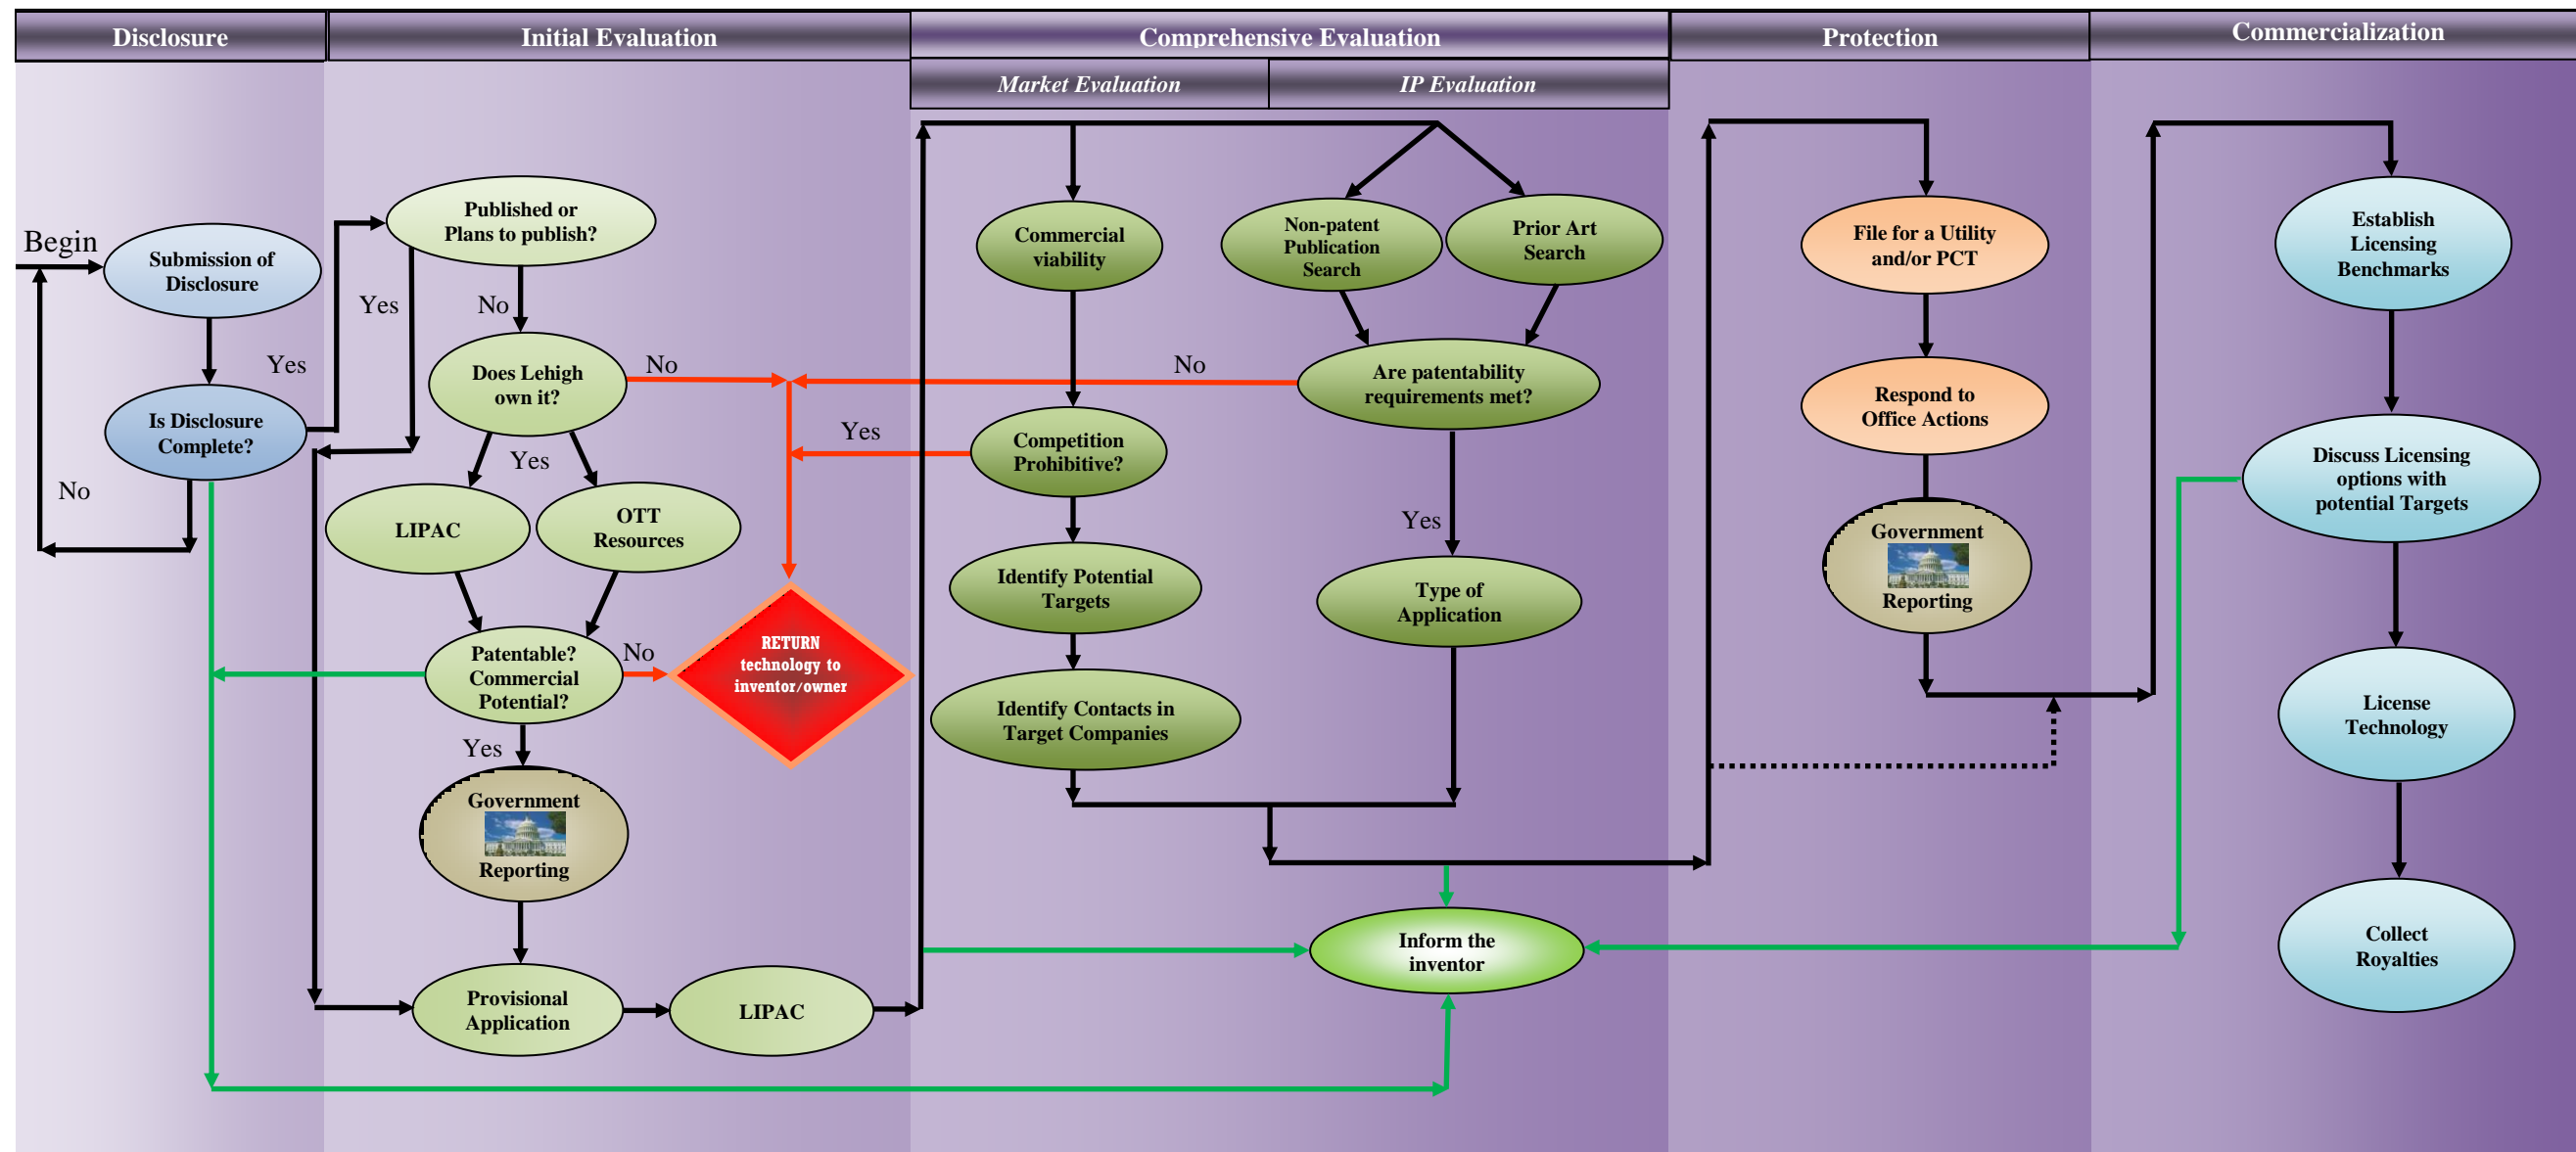 Disclosure
Initial Evaluation
Comprehensive Evaluation
Protection
Commercialization
Market Evaluation
IP Evaluation
Begin
Submission of
Disclosure
Yes
Is Disclosure
Complete?
No
Published or
Plans to publish?
Yes
No
Does Lehigh
own it?
No
Yes
LIPAC
OTT
Resources
Patentable?
Commercial
Potential?
No
RETURN
technology to
inventor/owner
Yes
Government
Reporting
Provisional
Application
LIPAC
Commercial
viability
Competition
Prohibitive?
Yes
Identify Potential
Targets
Identify Contacts in
Target Companies
Non-patent
Publication
Search
Prior Art
Search
Are patentability
requirements met?
No
Yes
Type of
Application
Inform the
inventor
File for a Utility
and/or PCT
Respond to
Office Actions
Government
Reporting
Establish
Licensing
Benchmarks
Discuss Licensing
options with
potential Targets
License
Technology
Collect
Royalties